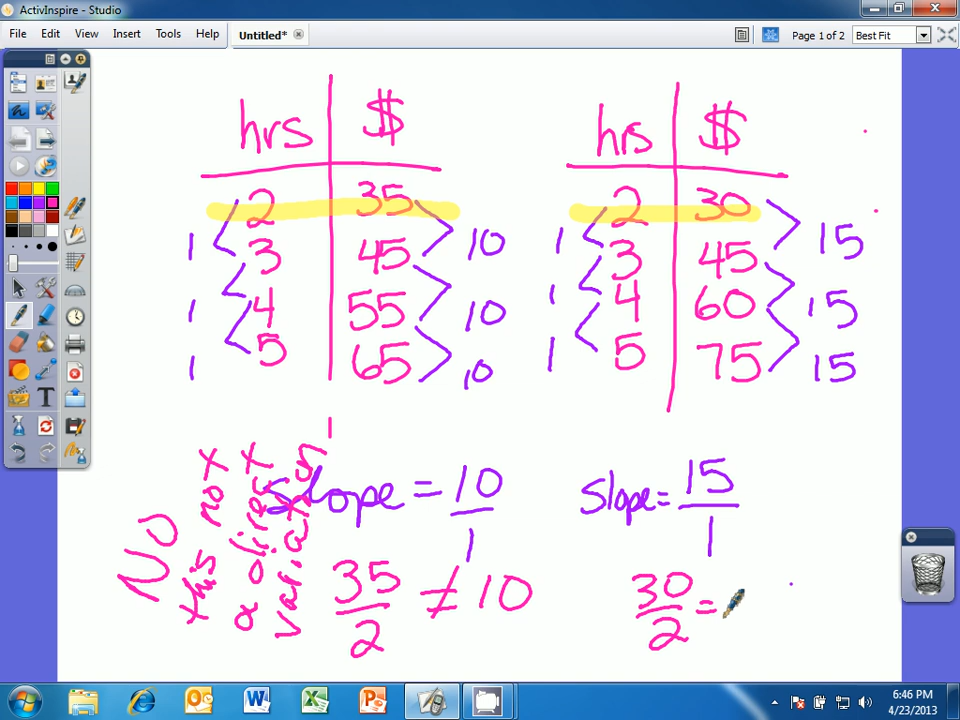 ActivInspire - Studio
File Edit View Insert Tools Help Untitled* Page 1 of 2 Best Fit
hrs $
2 35
3 45
4 55
5 65
1 10
1 10
1 10
slope = 10/1
35/2 ≠ 10
NO
this not
a direct
variation!
hrs $
2 30
3 45
4 60
5 75
1 15
1 15
1 15
slope = 15/1
30/2 =
6:46 PM
4/23/2013